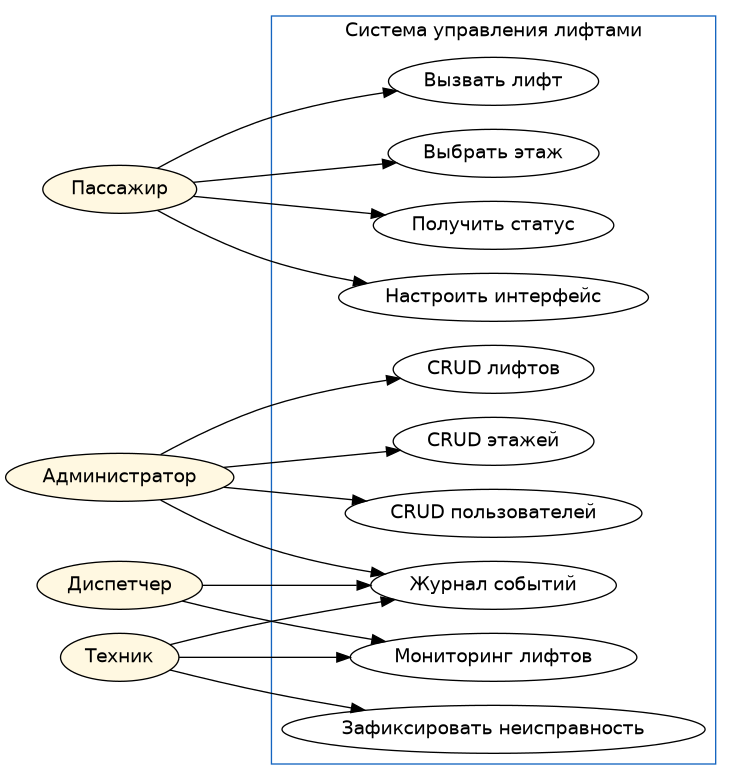 Система управления лифтами
Вызвать лифт
Выбрать этаж
Пассажир
Получить статус
Настроить интерфейс
CRUD лифтов
CRUD этажей
Администратор
CRUD пользователей
Диспетчер
Журнал событий
Техник
Мониторинг лифтов
Зафиксировать неисправность